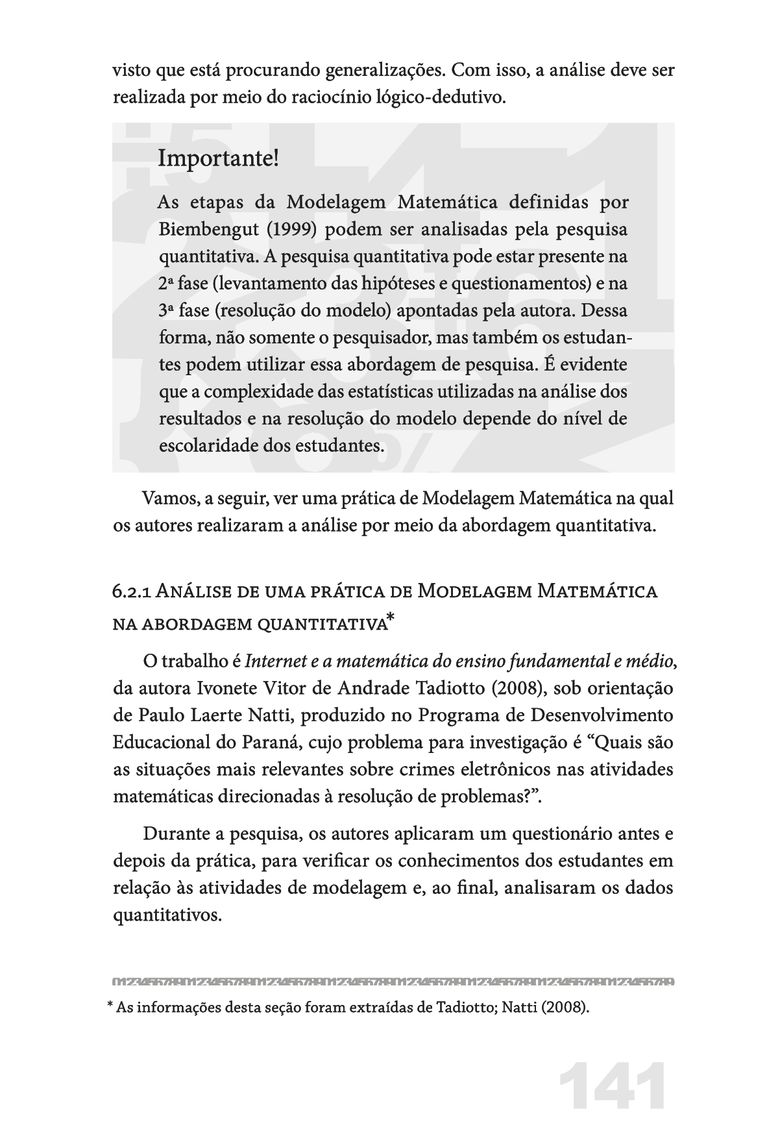 visto que está procurando generalizações. Com isso, a análise deve ser
realizada por meio do raciocínio lógico-dedutivo.
Importante!
As etapas da Modelagem Matemática definidas por
Biembengut (1999) podem ser analisadas pela pesquisa
quantitativa. A pesquisa quantitativa pode estar presente na
2ª fase (levantamento das hipóteses e questionamentos) e na
3ª fase (resolução do modelo) apontadas pela autora. Dessa
forma, não somente o pesquisador, mas também os estudan-
tes podem utilizar essa abordagem de pesquisa. É evidente
que a complexidade das estatísticas utilizadas na análise dos
resultados e na resolução do modelo depende do nível de
escolaridade dos estudantes.
Vamos, a seguir, ver uma prática de Modelagem Matemática na qual
os autores realizaram a análise por meio da abordagem quantitativa.
6.2.1 Análise de uma prática de Modelagem Matemática
na abordagem quantitativa*
O trabalho é Internet e a matemática do ensino fundamental e médio,
da autora Ivonete Vitor de Andrade Tadiotto (2008), sob orientação
de Paulo Laerte Natti, produzido no Programa de Desenvolvimento
Educacional do Paraná, cujo problema para investigação é “Quais são
as situações mais relevantes sobre crimes eletrônicos nas atividades
matemáticas direcionadas à resolução de problemas?”.
Durante a pesquisa, os autores aplicaram um questionário antes e
depois da prática, para verificar os conhecimentos dos estudantes em
relação às atividades de modelagem e, ao final, analisaram os dados
quantitativos.
0123456789012345678901234567890123456789012345678901234567890123456789
* As informações desta seção foram extraídas de Tadiotto; Natti (2008).
141